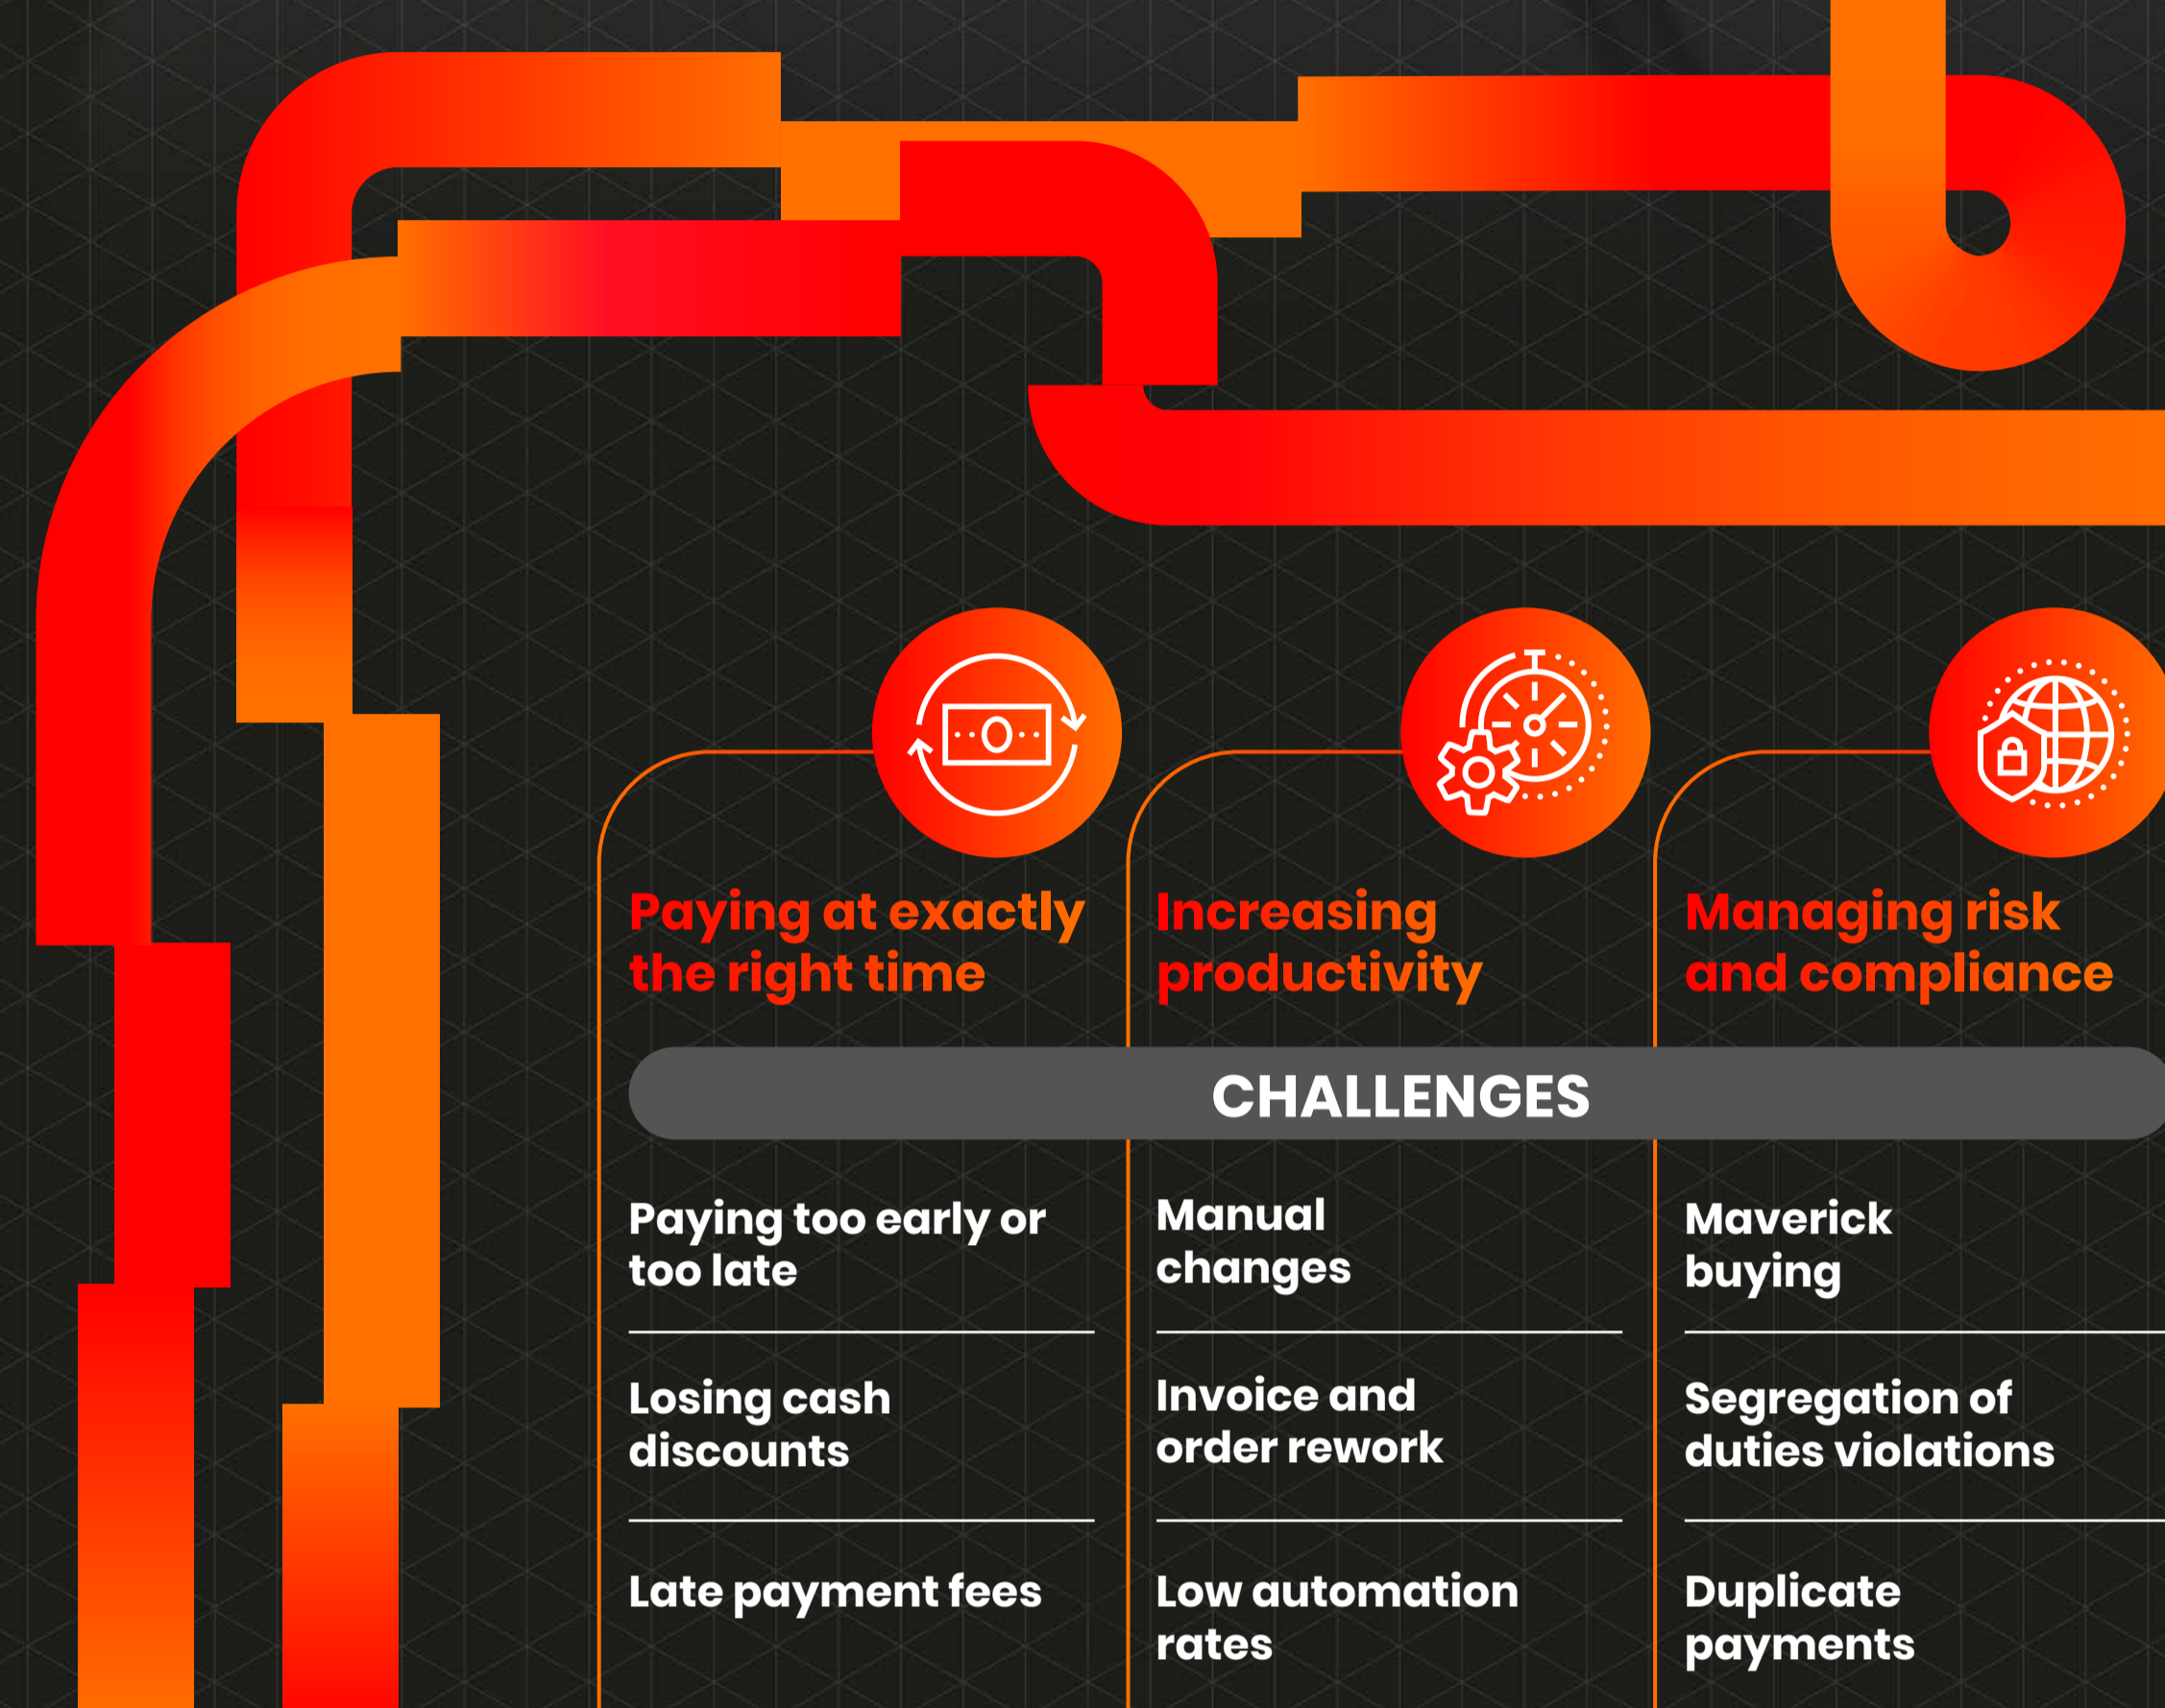 Paying at exactly
the right time
Increasing
productivity
Managing risk
and compliance
CHALLENGES
Paying too early or
too late
Manual
changes
Maverick
buying
Losing cash
discounts
Invoice and
order rework
Segregation of
duties violations
Late payment fees
Low automation
rates
Duplicate
payments